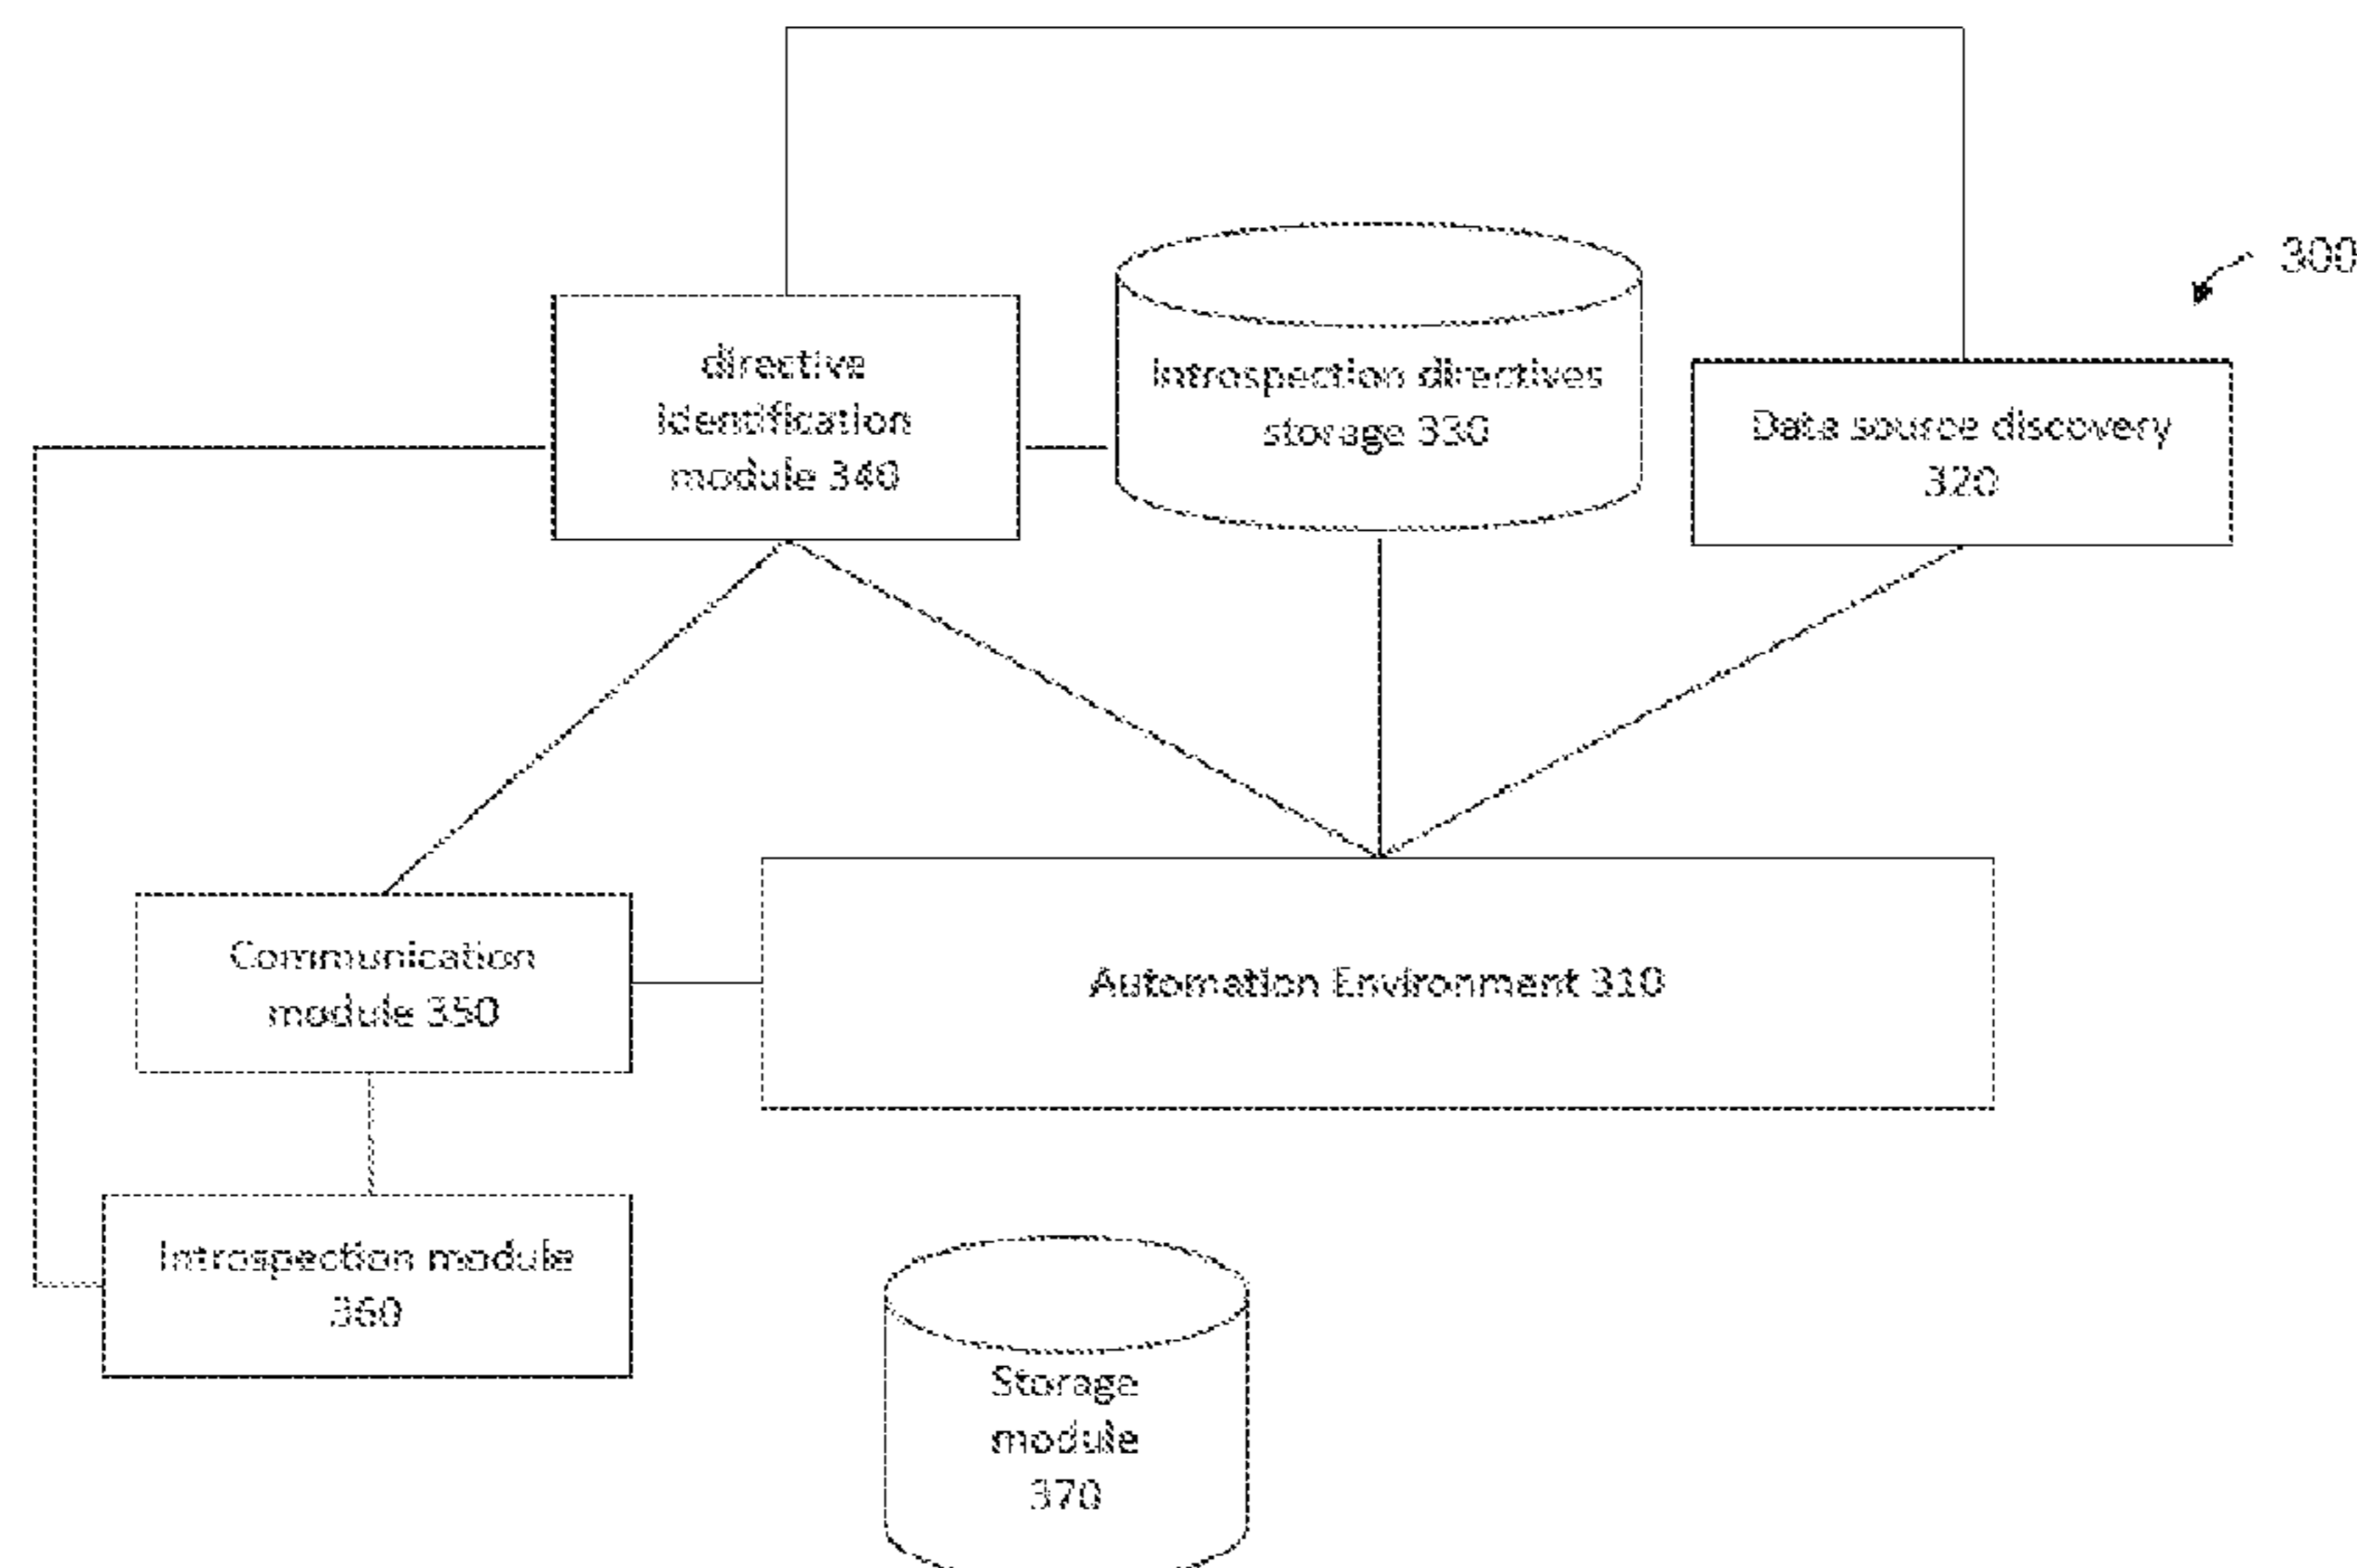 300
directive
identification
module 340
Introspection directives
storage 330
Data source discovery
320
Communication
module 350
Automation Environment 310
Introspection module
360
Storage
module
370